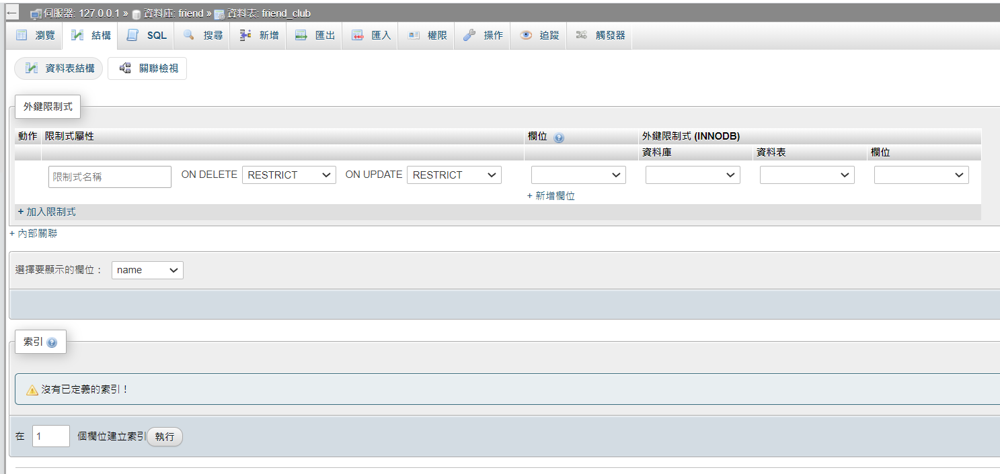 伺服器: 127.0.0.1 » 資料庫: friend » 資料表: friend_club
瀏覽 結構 SQL 搜尋 新增 匯出 匯入 權限 操作 追蹤 觸發器
資料表結構 關聯檢視
外鍵限制式
動作 限制式屬性 欄位 外鍵限制式 (INNODB)
資料庫 資料表 欄位
限制式名稱 ON DELETE RESTRICT ON UPDATE RESTRICT
+ 新增欄位
+ 加入限制式
+ 內部關聯
選擇要顯示的欄位： name
索引
沒有已定義的索引！
在 1 個欄位建立索引 執行